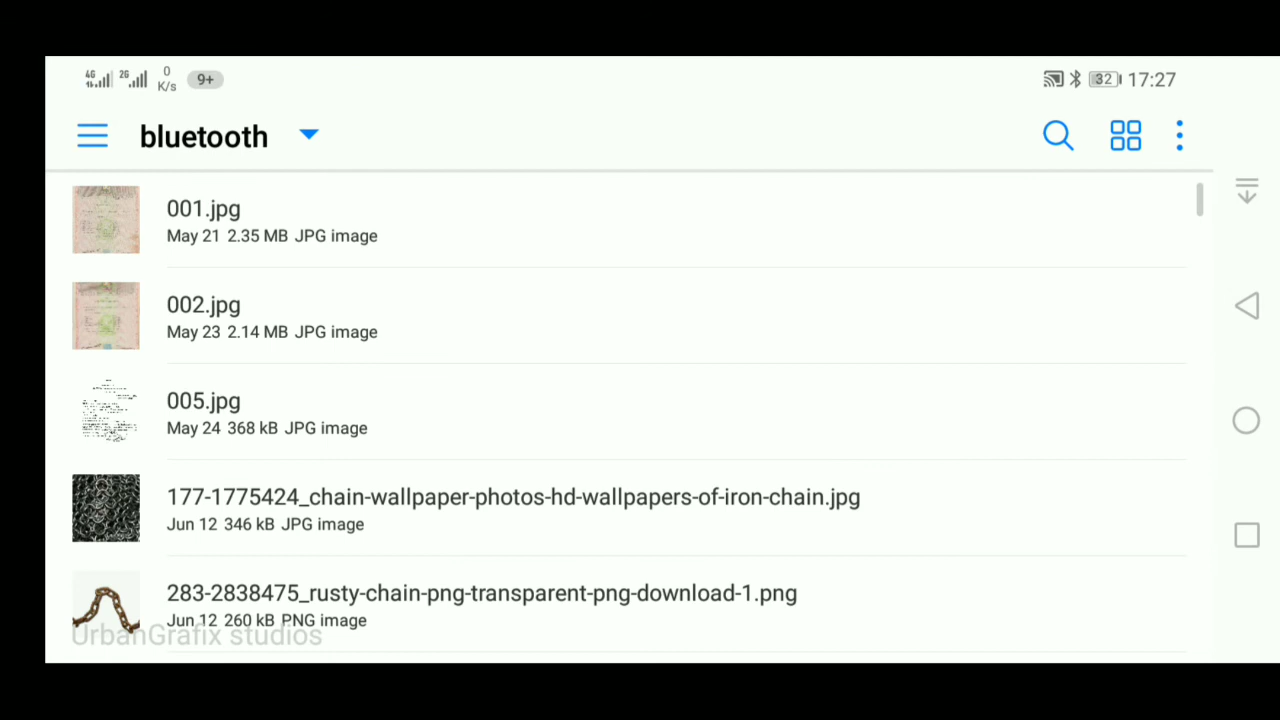 4G 2G 0 K/s 9+ 32 17:27
bluetooth
001.jpg
May 21 2.35 MB JPG image
002.jpg
May 23 2.14 MB JPG image
005.jpg
May 24 368 kB JPG image
177-1775424_chain-wallpaper-photos-hd-wallpapers-of-iron-chain.jpg
Jun 12 346 kB JPG image
283-2838475_rusty-chain-png-transparent-png-download-1.png
Jun 12 260 kB PNG image
UrbanGrafix studios